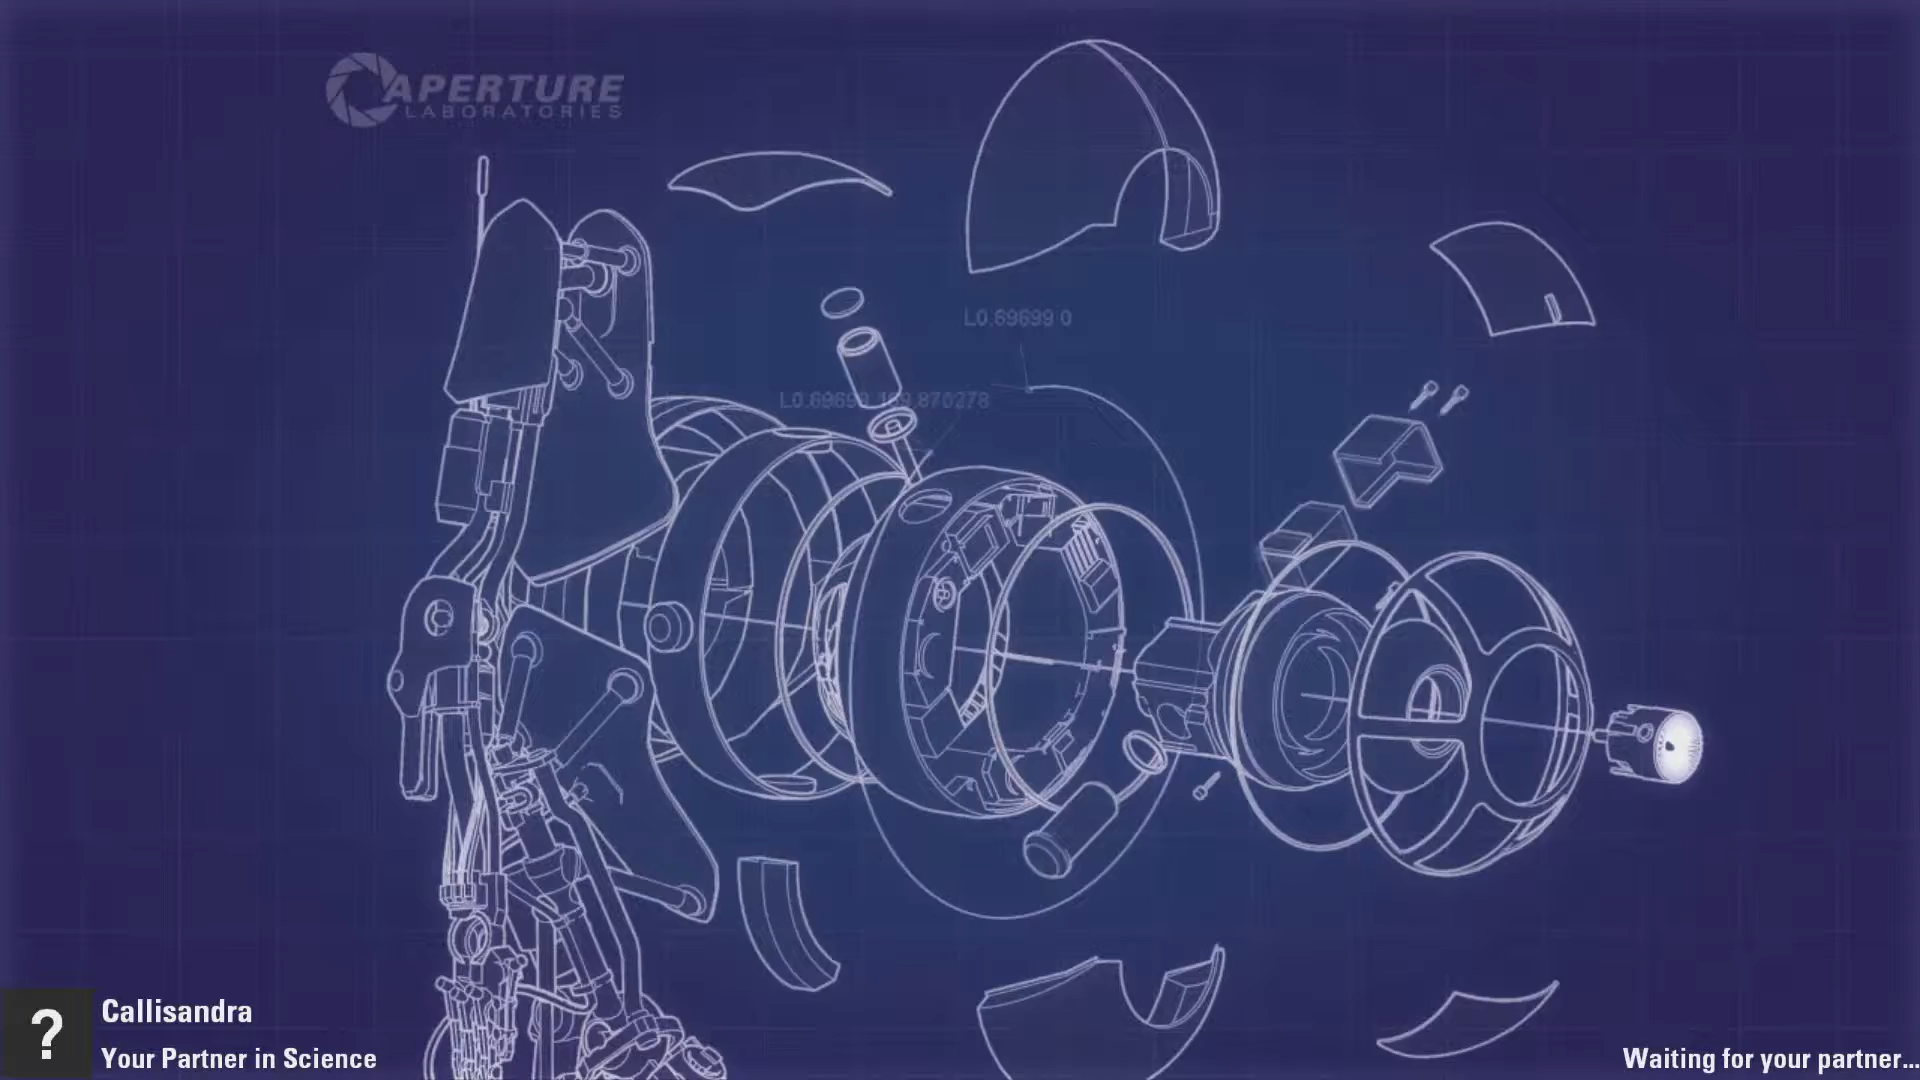 APERTURE
LABORATORIES
L0.69699 0
?
Callisandra
Your Partner in Science
Waiting for your partner...